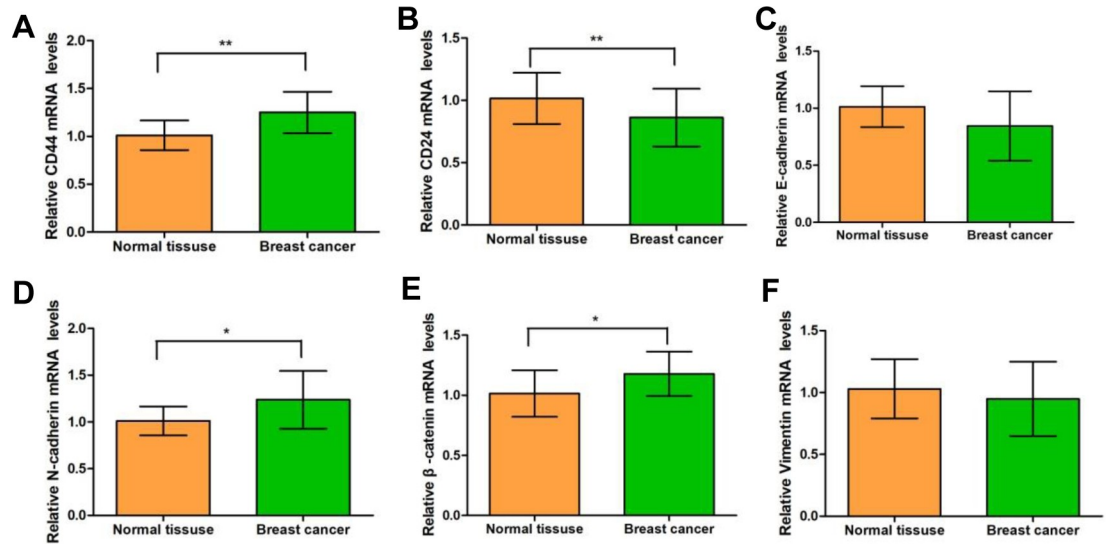 A
Relative CD44 mRNA levels
2.0
1.5
1.0
0.5
0.0
**
Normal tissuse
Breast cancer
B
Relative CD24 mRNA levels
1.5
1.0
0.5
0.0
**
Normal tissuse
Breast cancer
C
Relative E-cadherin mRNA levels
1.5
1.0
0.5
0.0
Normal tissuse
Breast cancer
D
Relative N-cadherin mRNA levels
2.0
1.5
1.0
0.5
0.0
*
Normal tissuse
Breast cancer
E
Relative β -catenin mRNA levels
1.5
1.0
0.5
0.0
*
Normal tissuse
Breast cancer
F
Relative Vimentin mRNA levels
1.5
1.0
0.5
0.0
Normal tissuse
Breast cancer